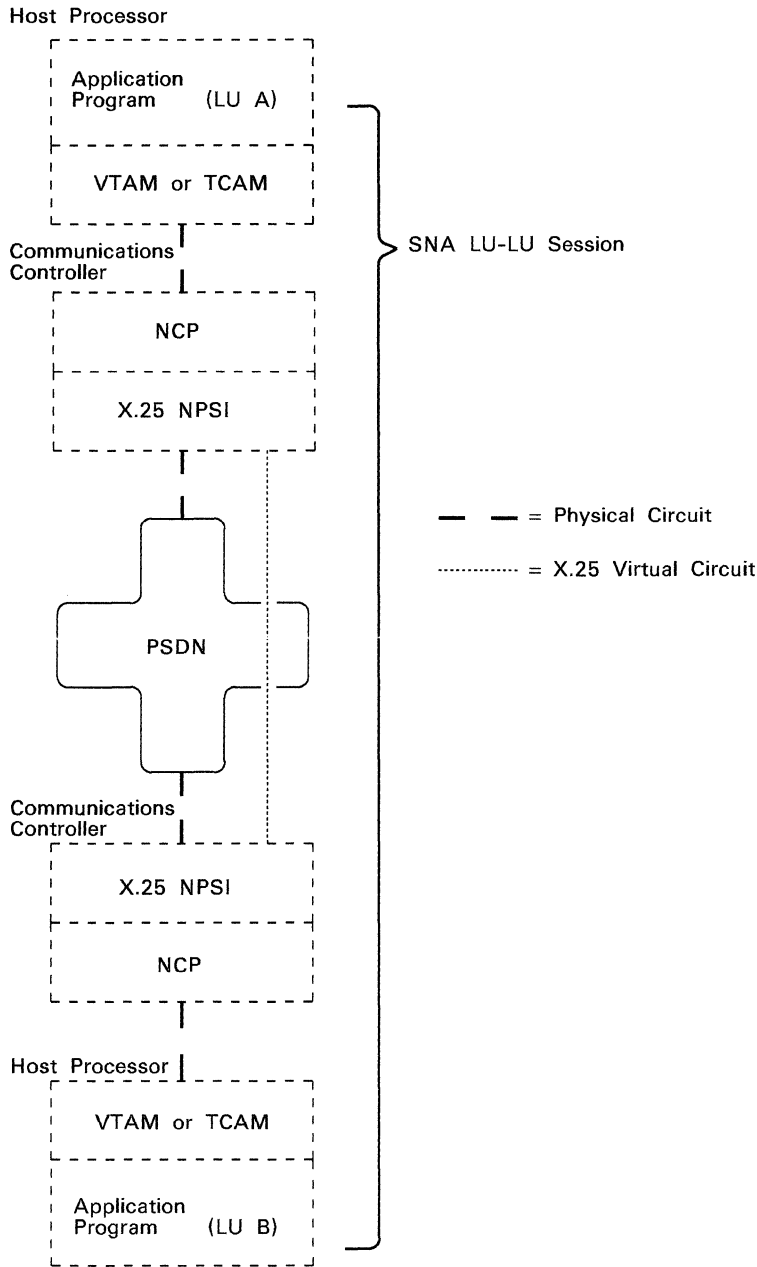 Host Processor
Application
Program (LU A)
VTAM or TCAM
SNA LU-LU Session
Communications
Controller
NCP
X.25 NPSI
= Physical Circuit
= X.25 Virtual Circuit
PSDN
Communications
Controller
X.25 NPSI
NCP
Host Processor
VTAM or TCAM
Application
Program (LU B)